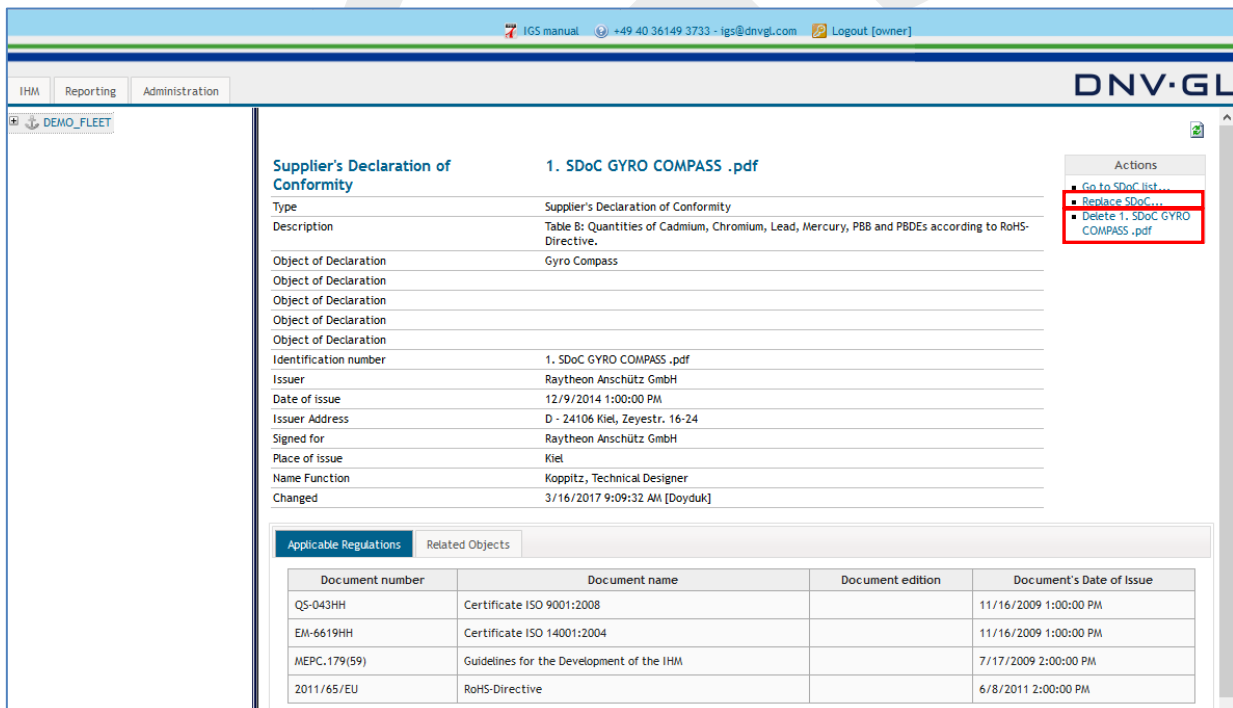 IGS manual +49 40 36149 3733 - igs@dnvgl.com Logout [owner]
IHM Reporting Administration
DNV·GL
DEMO_FLEET
Supplier's Declaration of
Conformity
1. SDoC GYRO COMPASS .pdf
Actions
Go to SDoC list...
Replace SDoC...
Delete 1. SDoC GYRO
COMPASS .pdf
Type Supplier's Declaration of Conformity
Description Table B: Quantities of Cadmium, Chromium, Lead, Mercury, PBB and PBDEs according to RoHS-
Directive.
Object of Declaration Gyro Compass
Object of Declaration
Object of Declaration
Object of Declaration
Object of Declaration
Identification number 1. SDoC GYRO COMPASS .pdf
Issuer Raytheon Anschütz GmbH
Date of issue 12/9/2014 1:00:00 PM
Issuer Address D - 24106 Kiel, Zeyestr. 16-24
Signed for Raytheon Anschütz GmbH
Place of issue Kiel
Name Function Koppitz, Technical Designer
Changed 3/16/2017 9:09:32 AM [Doyduk]
Applicable Regulations Related Objects
Document number Document name Document edition Document's Date of Issue
QS-043HH Certificate ISO 9001:2008 11/16/2009 1:00:00 PM
EM-6619HH Certificate ISO 14001:2004 11/16/2009 1:00:00 PM
MEPC.179(59) Guidelines for the Development of the IHM 7/17/2009 2:00:00 PM
2011/65/EU RoHS-Directive 6/8/2011 2:00:00 PM